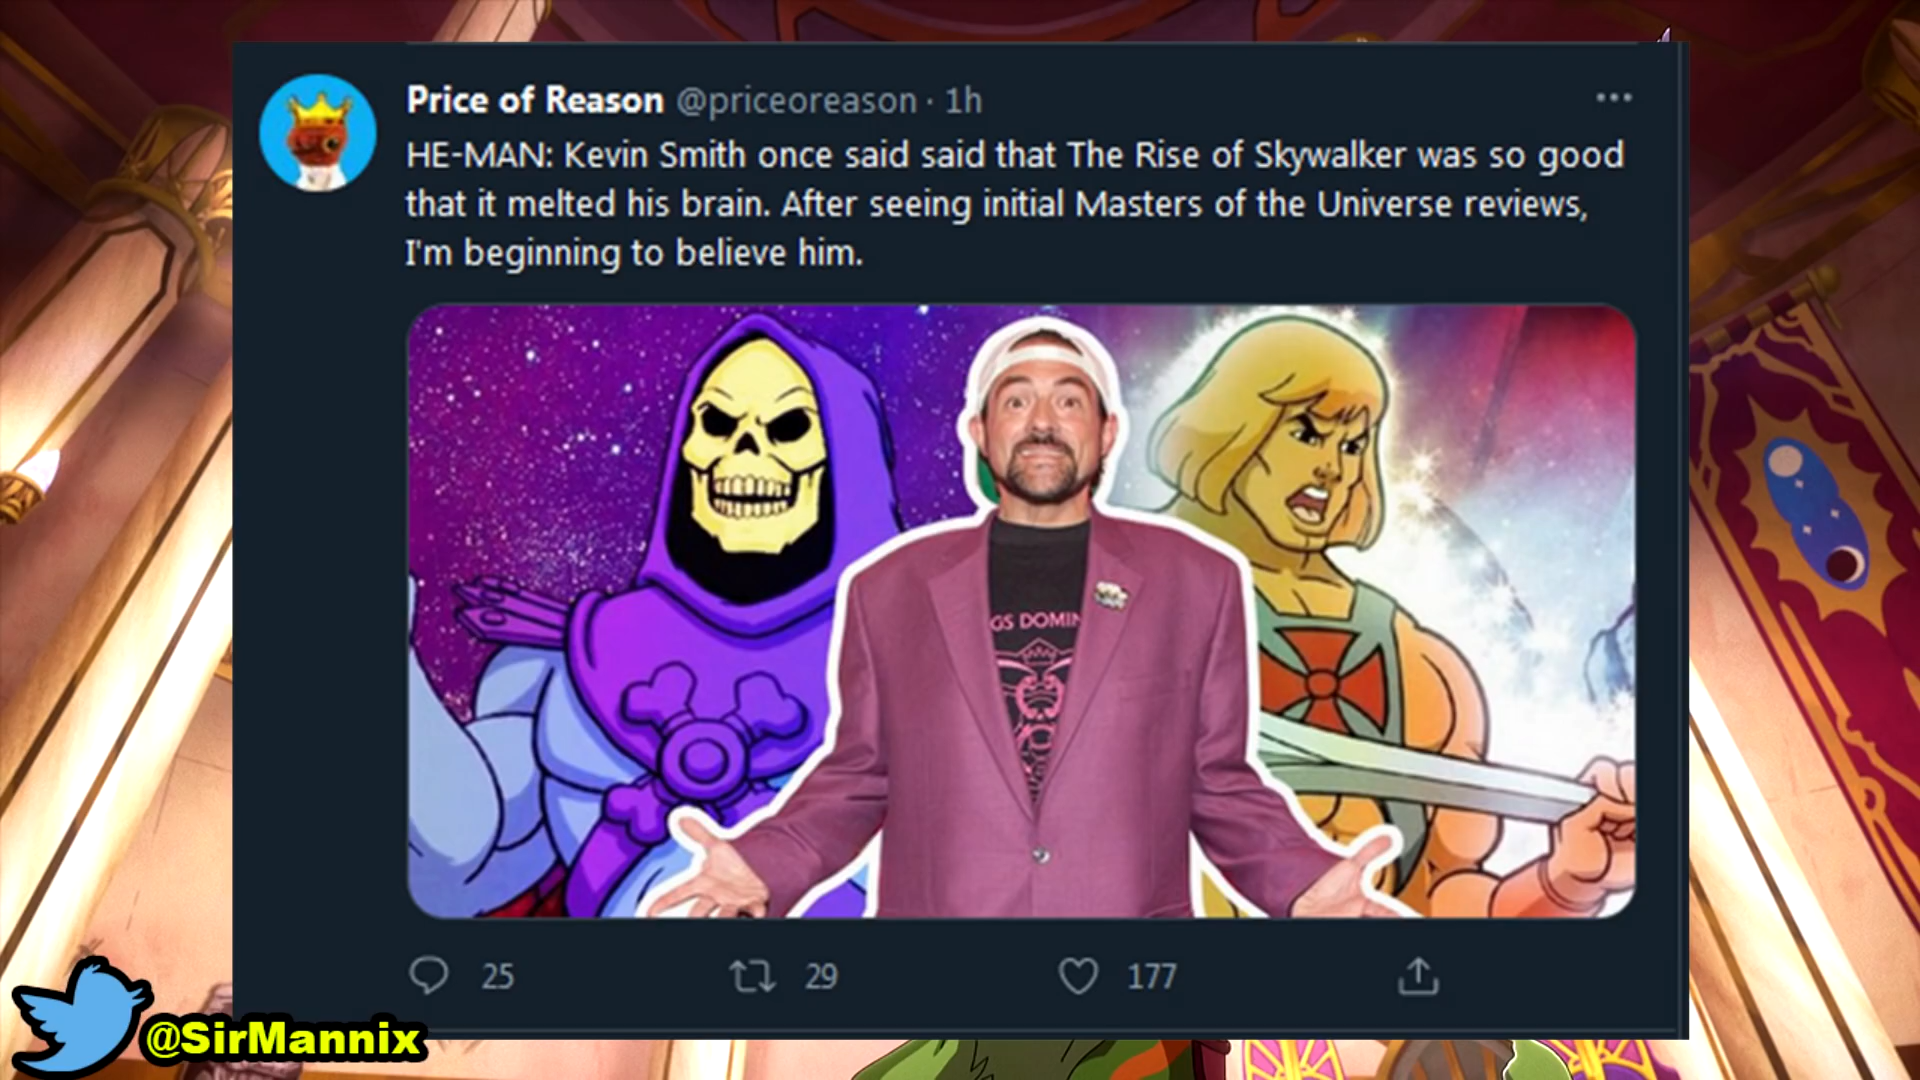 Price of Reason @priceoreason · 1h
HE-MAN: Kevin Smith once said said that The Rise of Skywalker was so good
that it melted his brain. After seeing initial Masters of the Universe reviews,
I'm beginning to believe him.
GS DOMIN
25 29 177
@SirMannix